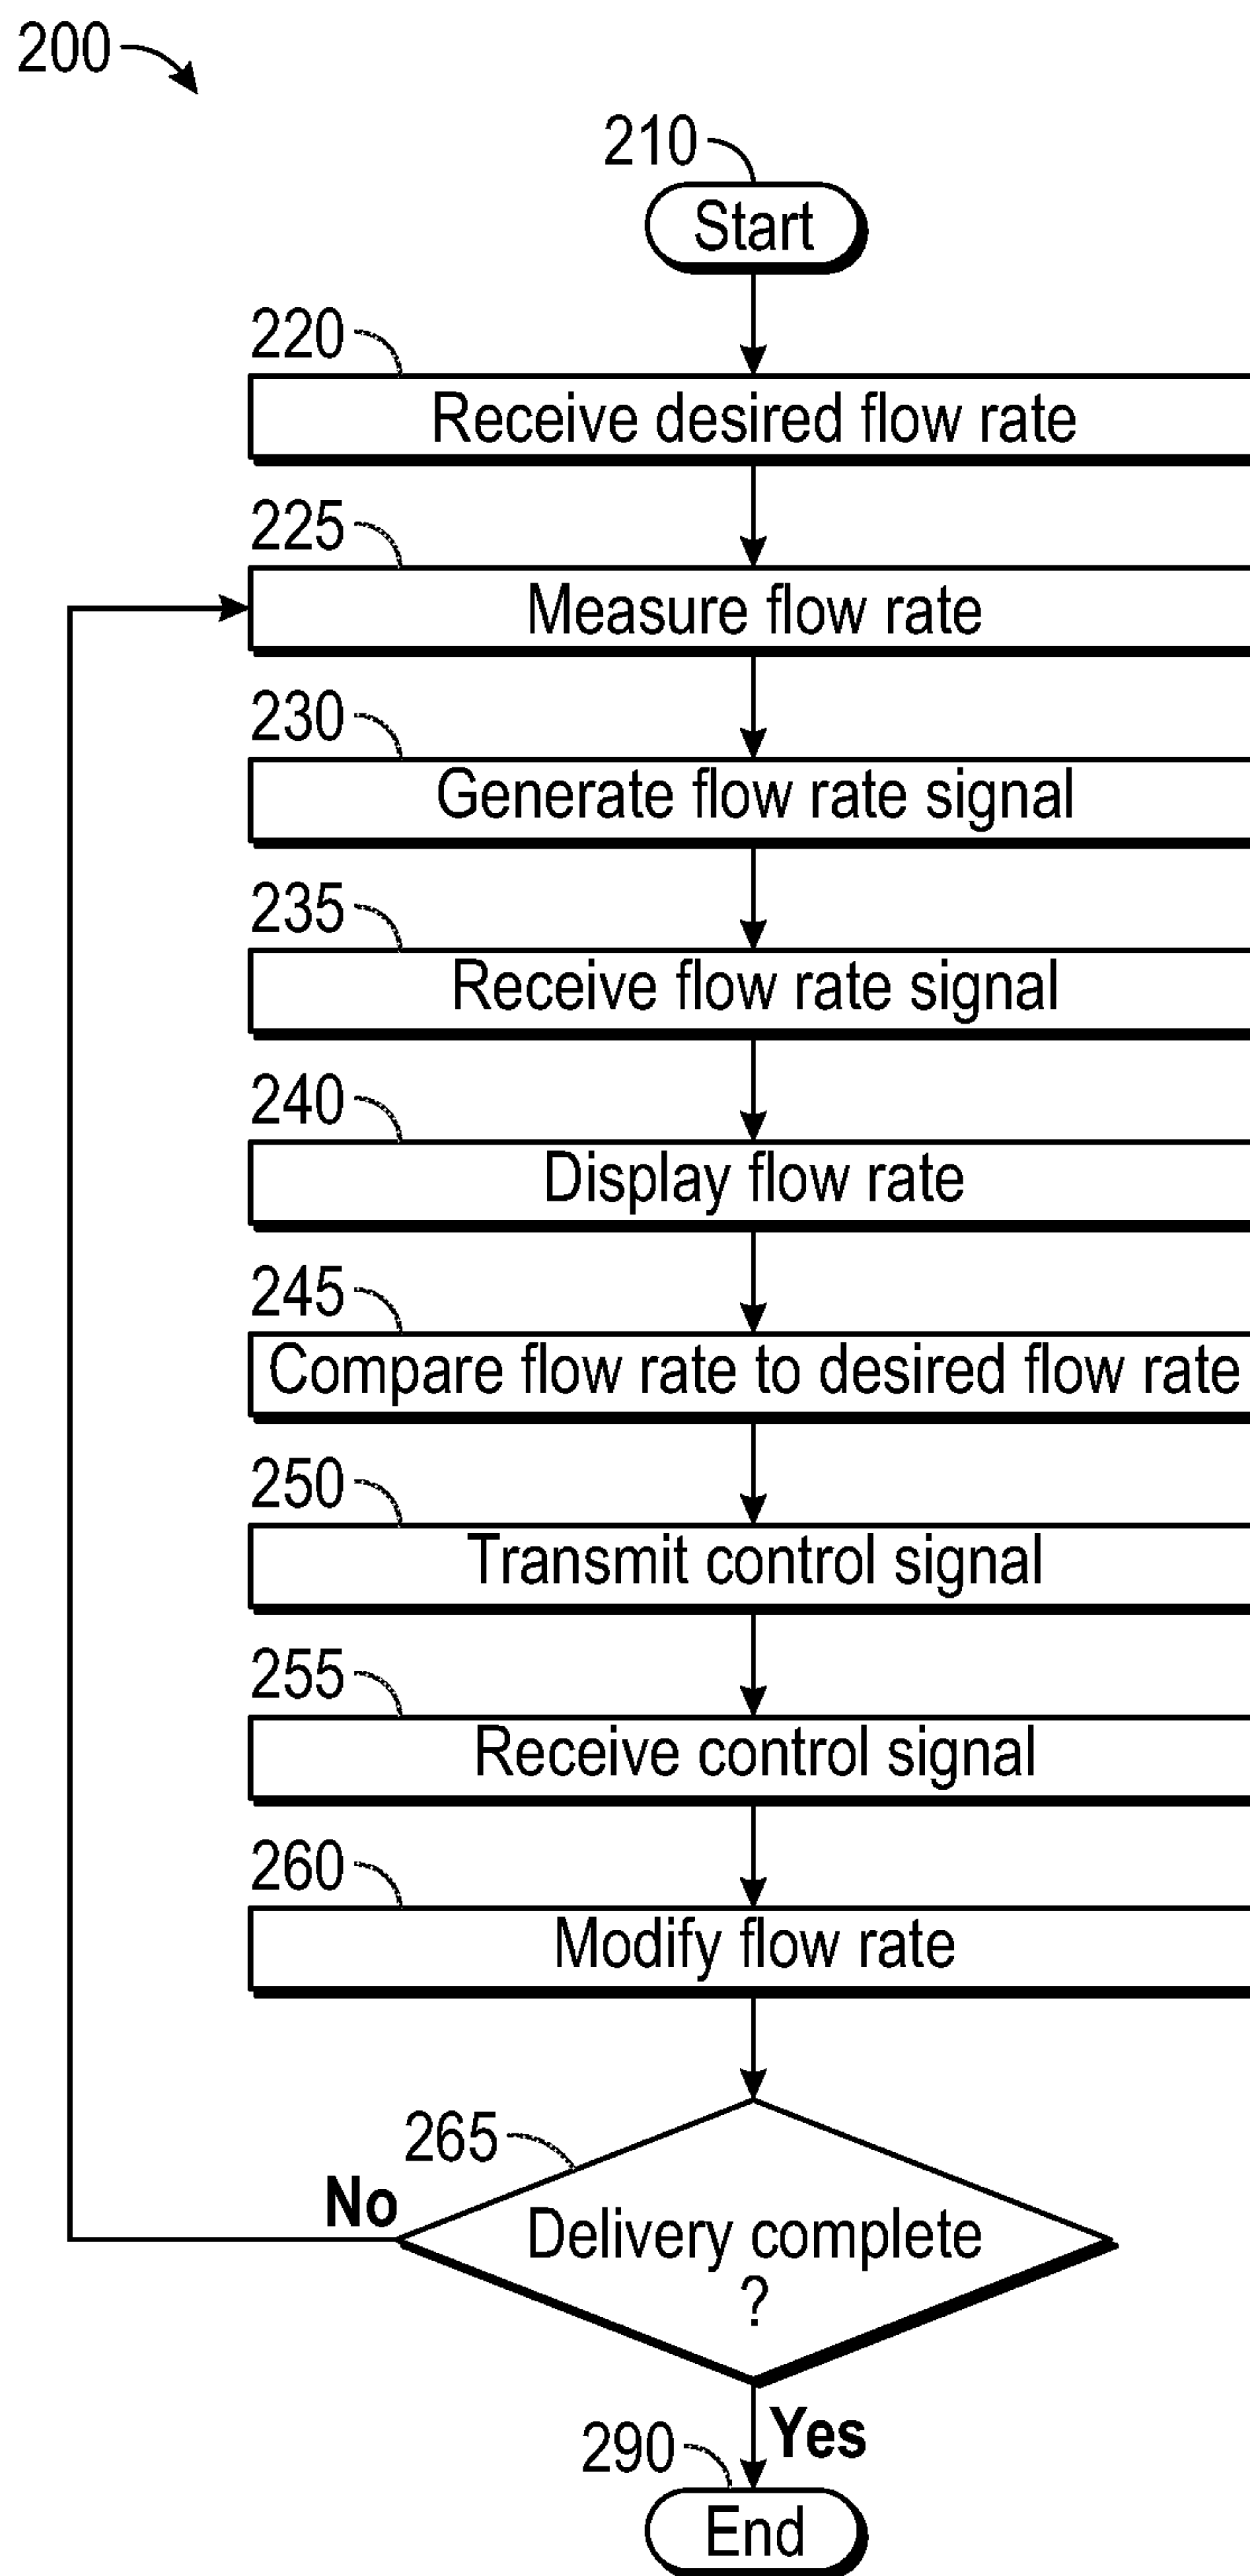 200
210
Start
220
Receive desired flow rate
225
Measure flow rate
230
Generate flow rate signal
235
Receive flow rate signal
240
Display flow rate
245
Compare flow rate to desired flow rate
250
Transmit control signal
255
Receive control signal
260
Modify flow rate
265
No
Delivery complete
?
Yes
290
End